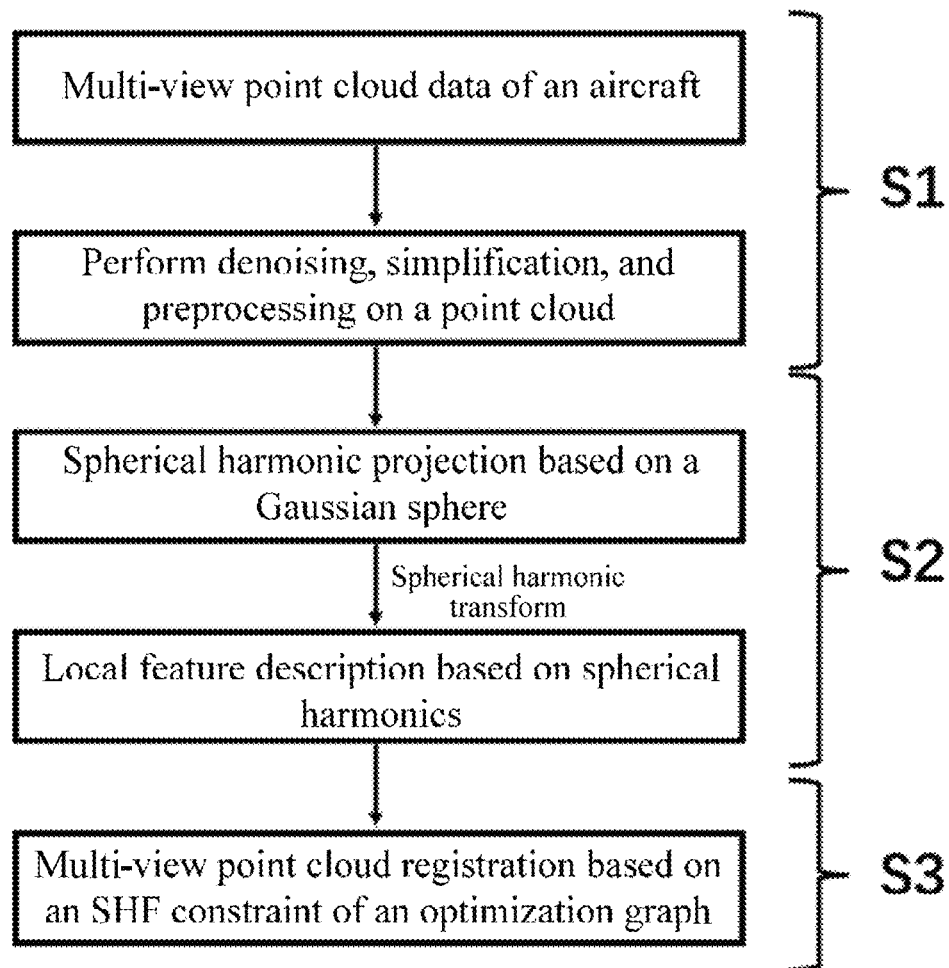 Multi-view point cloud data of an aircraft
S1
Perform denoising, simplification, and
preprocessing on a point cloud
Spherical harmonic projection based on a
Gaussian sphere
S2
Spherical harmonic
transform
Local feature description based on spherical
harmonics
Multi-view point cloud registration based on
an SHF constraint of an optimization graph
S3